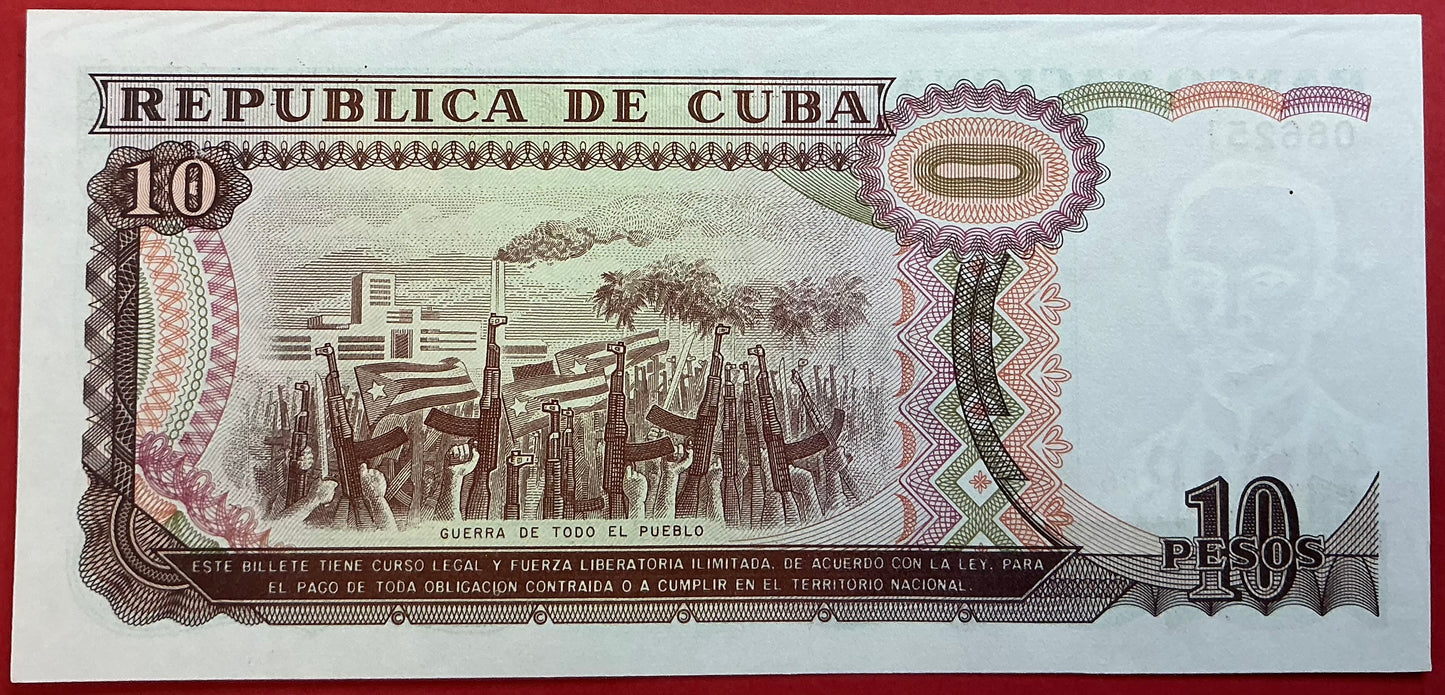 REPUBLICA DE CUBA
10
086251
GUERRA DE TODO EL PUEBLO
ESTE BILLETE TIENE CURSO LEGAL Y FUERZA LIBERATORIA ILIMITADA, DE ACUERDO CON LA LEY, PARA
EL PAGO DE TODA OBLIGACION CONTRAIDA O A CUMPLIR EN EL TERRITORIO NACIONAL.
10
PESOS